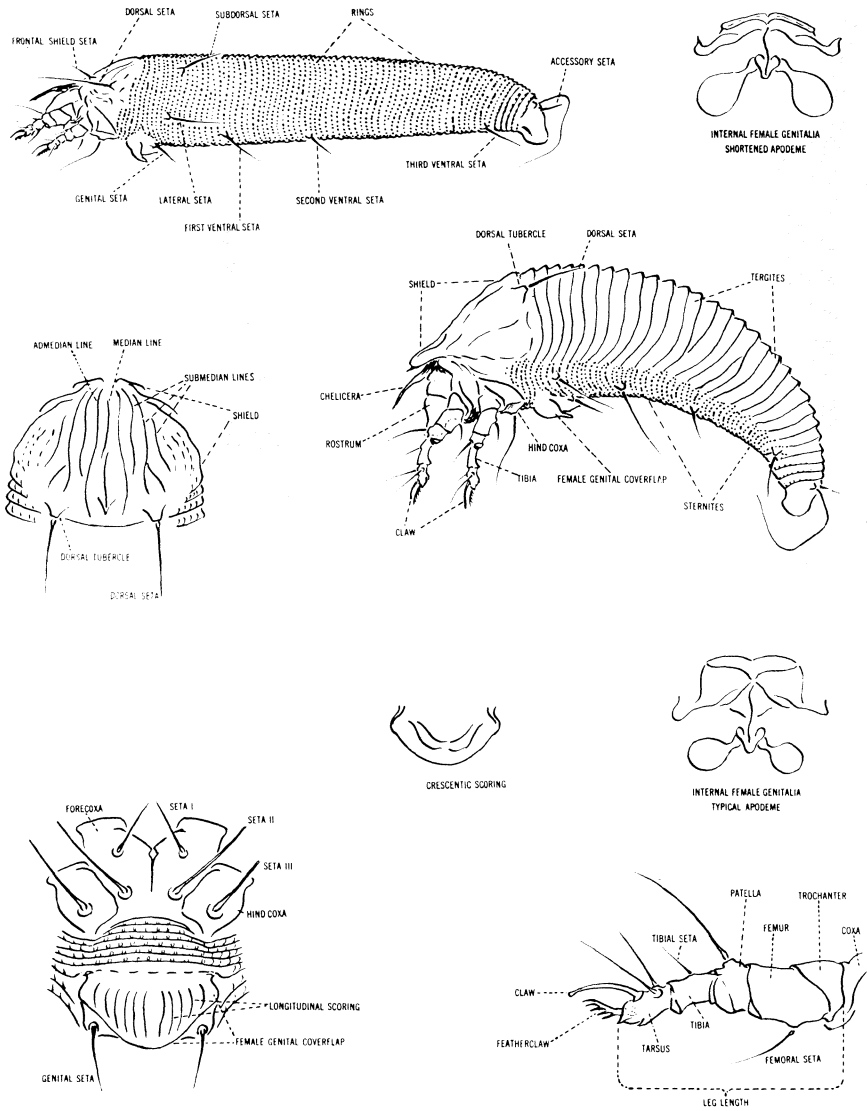 DORSAL SETA
SUBDORSAL SETA
RINGS
FRONTAL SHIELD SETA
ACCESSORY SETA
INTERNAL FEMALE GENITALIA
SHORTENED APODEME
THIRD VENTRAL SETA
GENITAL SETA
LATERAL SETA
SECOND VENTRAL SETA
FIRST VENTRAL SETA
DORSAL TUBERCLE
DORSAL SETA
SHIELD
TERGITES
ADMEDIAN LINE
MEDIAN LINE
SUBMEDIAN LINES
SHIELD
CHELICERA
ROSTRUM
HIND COXA
TIBIA
FEMALE GENITAL COVERFLAP
STERNITES
CLAW
DORSAL TUBERCLE
DORSAL SETA
CRESCENTIC SCORING
INTERNAL FEMALE GENITALIA
TYPICAL APODEME
FORECOXA
SETA I
SETA II
SETA III
HIND COXA
LONGITUDINAL SCORING
FEMALE GENITAL COVERFLAP
GENITAL SETA
PATELLA
TROCHANTER
FEMUR
COXA
TIBIAL SETA
CLAW
FEATHERCLAW
TARSUS
TIBIA
FEMORAL SETA
LEG LENGTH